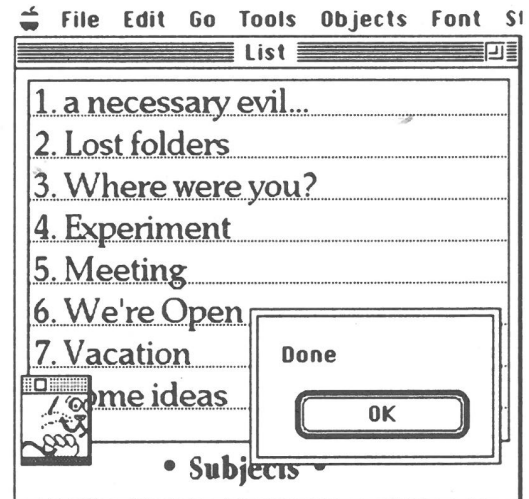 File Edit Go Tools Objects Font
List
1. a necessary evil...
2. Lost folders
3. Where were you?
4. Experiment
5. Meeting
6. We're Open
7. Vacation
ome ideas
Done
OK
• Subjects •